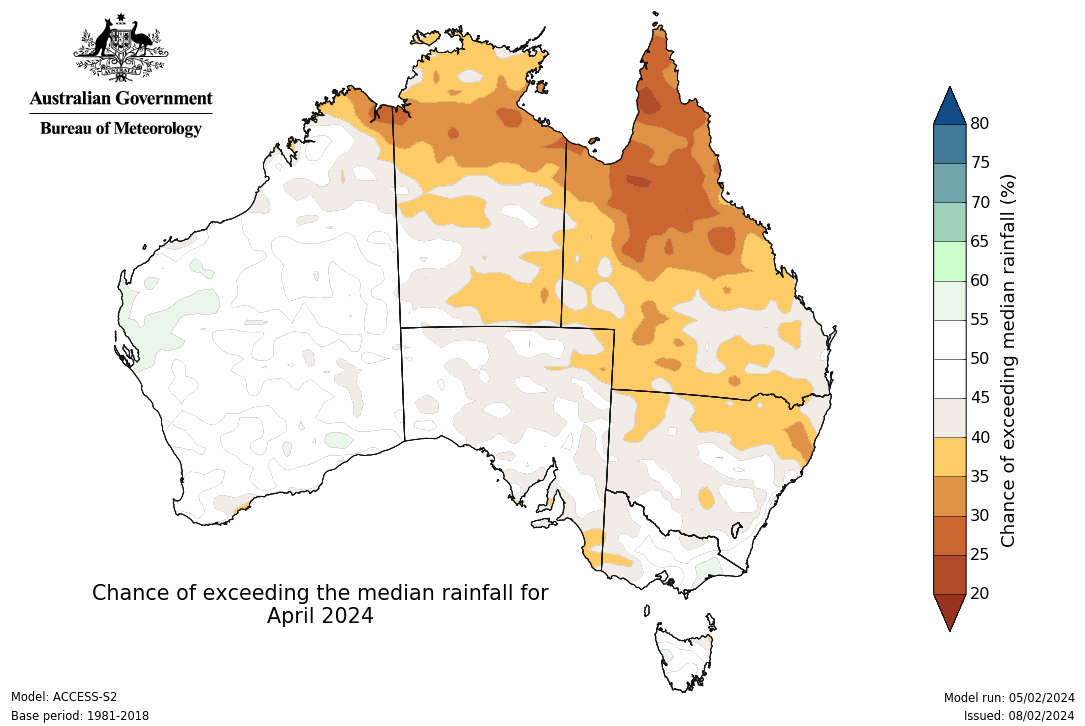 Australian Government
Bureau of Meteorology
80
75
70
65
60
55
50
45
40
35
30
25
20
Chance of exceeding median rainfall (%)
Chance of exceeding the median rainfall for
April 2024
Model: ACCESS-S2
Base period: 1981-2018
Model run: 05/02/2024
Issued: 08/02/2024